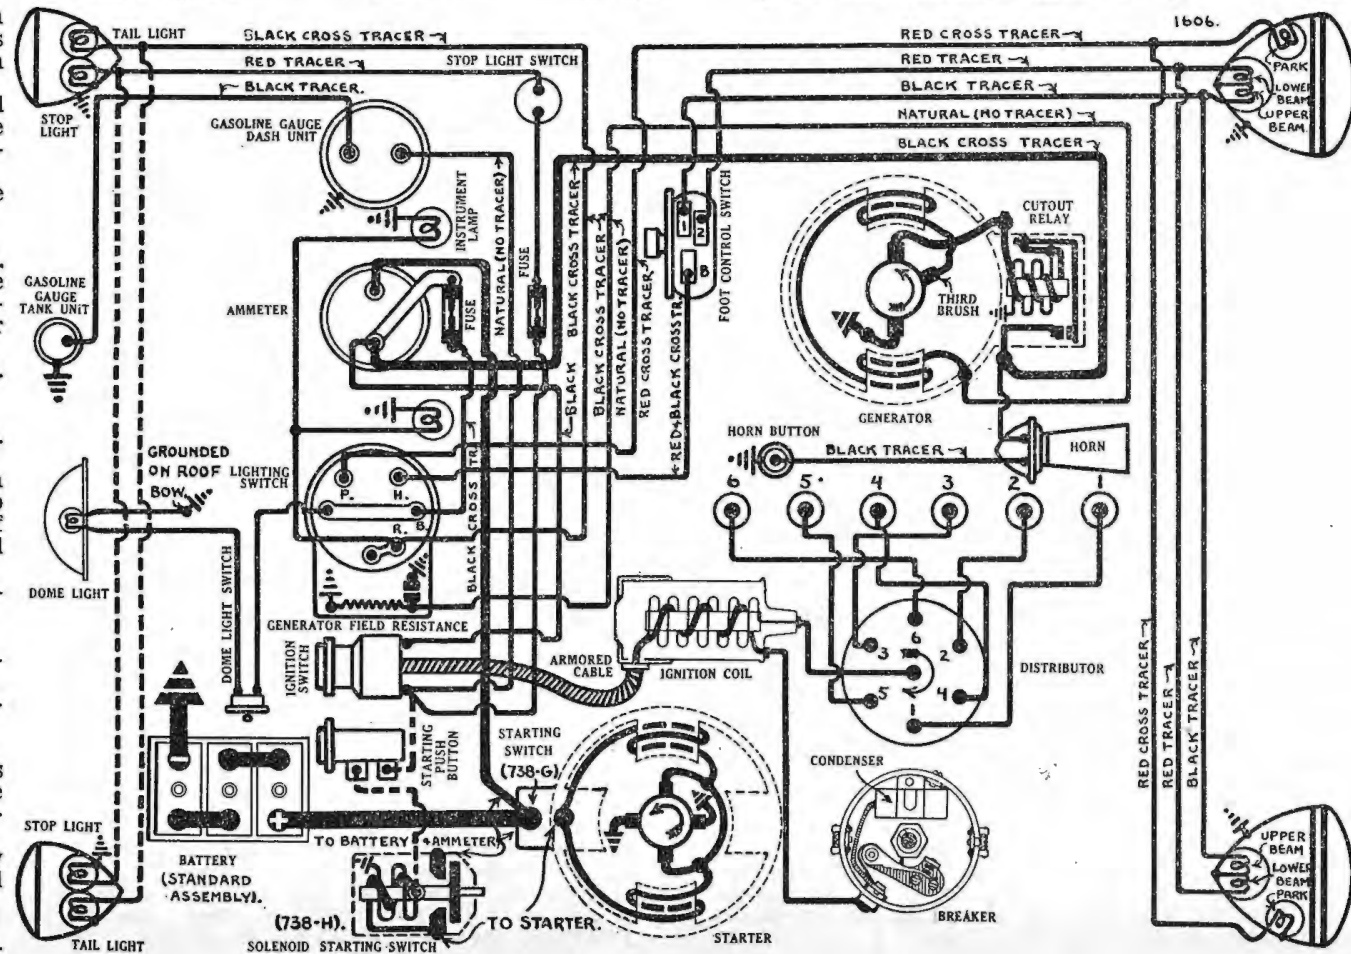 TAIL LIGHT
BLACK CROSS TRACER
RED TRACER
BLACK TRACER.
STOP LIGHT SWITCH
STOP
LIGHT
GASOLINE GAUGE
DASH UNIT
RED CROSS TRACER
RED TRACER
BLACK TRACER
NATURAL (NO TRACER)
BLACK CROSS TRACER
1606.
PARK
LOWER
BEAM
UPPER
BEAM.
INSTRUMENT
LAMP
NATURAL (NO TRACER)
FUSE
BLACK CROSS TRACER
BLACK CROSS TRACER
NATURAL (NO TRACER)
RED CROSS TRACER
RED & BLACK CROSS TR.
FOOT CONTROL SWITCH
1
2
B
CUTOUT
RELAY
THIRD
BRUSH
GENERATOR
GASOLINE
GAUGE
TANK UNIT
AMMETER
FUSE
BLACK
GROUNDED
ON ROOF
BOW.
LIGHTING
SWITCH
P.
H.
B.
R.
BLACK CROSS TR.
HORN BUTTON
BLACK TRACER
HORN
6
5.
4
3
2
1
DOME LIGHT
DOME LIGHT SWITCH
GENERATOR FIELD RESISTANCE
IGNITION
SWITCH
ARMORED
CABLE
IGNITION COIL
6
3
2
5
4
1
DISTRIBUTOR
RED CROSS TRACER
RED TRACER
BLACK TRACER
STARTING
PUSH
BUTTON
STARTING
SWITCH
(738-G)
CONDENSER
STOP LIGHT
BATTERY
(STANDARD
ASSEMBLY).
TO BATTERY & AMMETER
(738-H).
TO STARTER.
SOLENOID STARTING SWITCH
STARTER
BREAKER
UPPER
BEAM
LOWER
BEAM
PARK
TAIL LIGHT